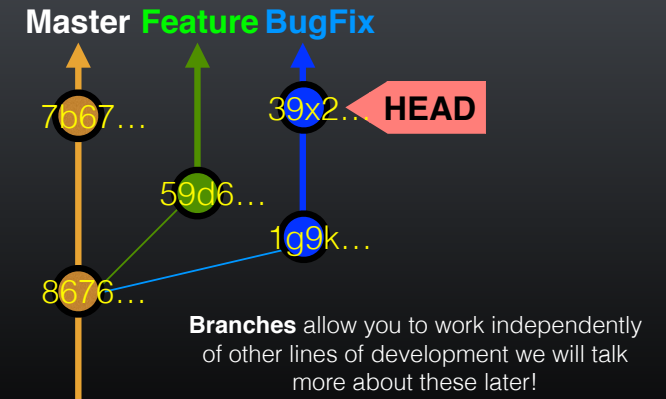 Master Feature BugFix
7b67...
39x2...
HEAD
59d6...
1g9k...
8676...
Branches allow you to work independently
of other lines of development we will talk
more about these later!